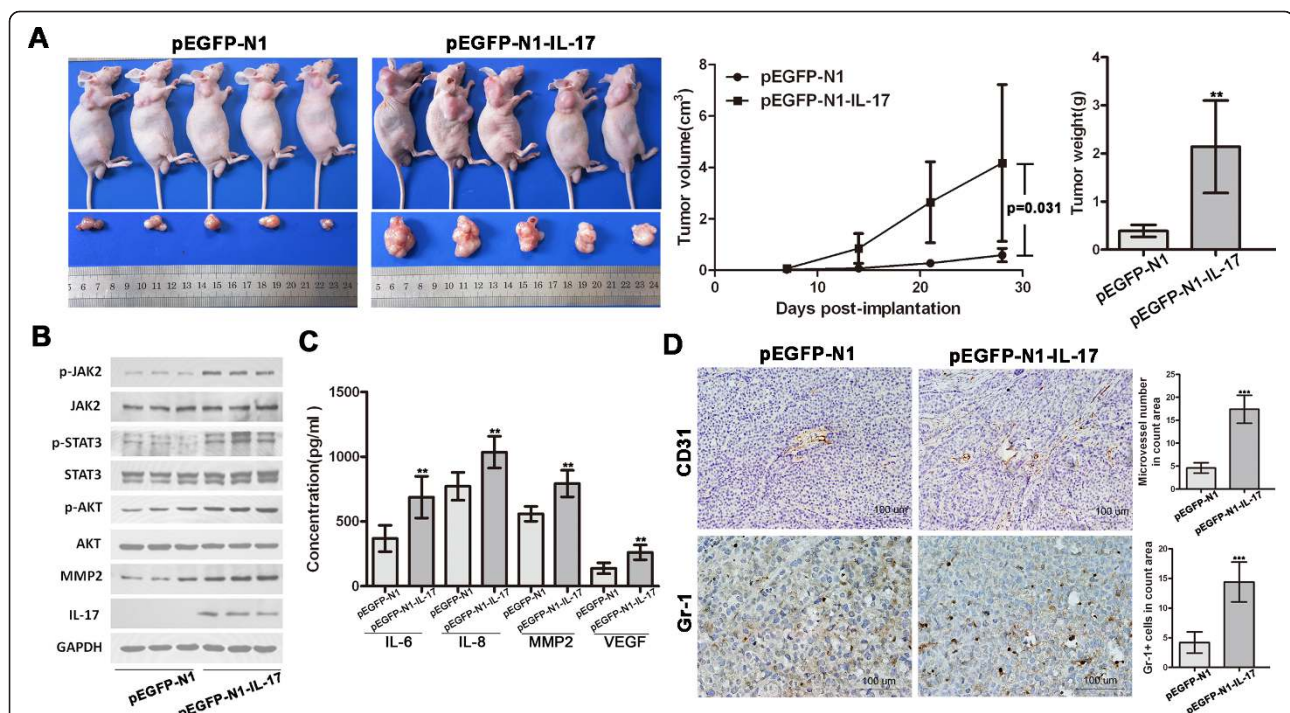 A
pEGFP-N1
pEGFP-N1-IL-17
5 6 7 8 9 10 11 12 13 14 15 16 17 18 19 20 21 22 23 24
5 6 7 8 9 10 11 12 13 14 15 16 17 18 19 20 21 22 23 24
Tumor volume(cm³)
8
6
4
2
0
0 10 20 30
Days post-implantation
pEGFP-N1
pEGFP-N1-IL-17
p=0.031
Tumor weight(g)
4
3
2
1
0
**
pEGFP-N1
pEGFP-N1-IL-17
B
p-JAK2
JAK2
p-STAT3
STAT3
p-AKT
AKT
MMP2
IL-17
GAPDH
pEGFP-N1
pEGFP-N1-IL-17
C
Concentration(pg/ml )
1500
1000
500
0
** ** ** **
pEGFP-N1 pEGFP-N1-IL-17 pEGFP-N1 pEGFP-N1-IL-17 pEGFP-N1 pEGFP-N1-IL-17 pEGFP-N1 pEGFP-N1-IL-17
IL-6 IL-8 MMP2 VEGF
D
pEGFP-N1
pEGFP-N1-IL-17
CD31
100 um
100 um
Microvessel number
in count area
25
20
15
10
5
0
***
pEGFP-N1
pEGFP-N1-IL-17
Gr-1
100 um
100 um
Gr-1+ cells in count area
20
15
10
5
0
***
pEGFP-N1
pEGFP-N1-IL-17